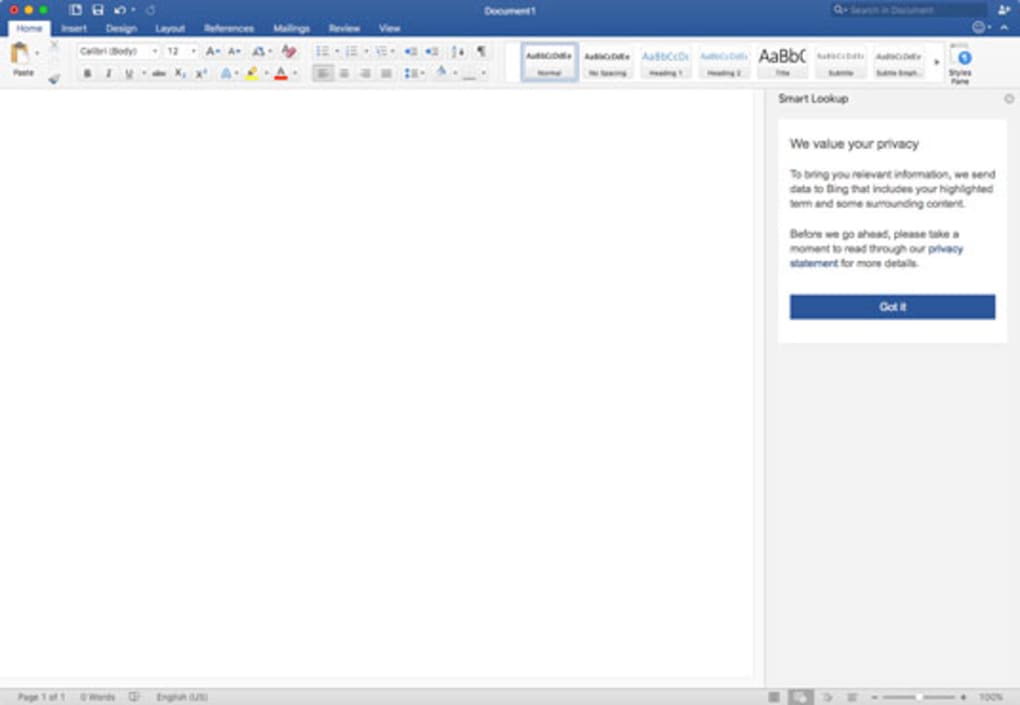 Document1
Search in Document
Home Insert Design Layout References Mailings Review View
Paste
Calibri (Body) 12
AaBbCcDdEe AaBbCcDdEe AaBbCcDc AaBbCcDdEe AaBbC AaBbCcDdEe AaBbCcDdEe
Normal No Spacing Heading 1 Heading 2 Title Subtitle Subtle Emph...
Styles
Pane
Smart Lookup
We value your privacy
To bring you relevant information, we send
data to Bing that includes your highlighted
term and some surrounding content.
Before we go ahead, please take a
moment to read through our privacy
statement for more details.
Got it
Page 1 of 1 0 Words English (US) 100%